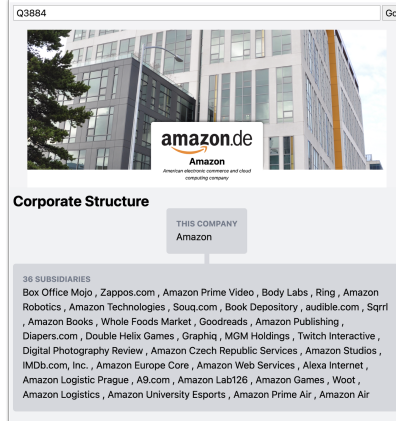 Q3884
Go
amazon.de
Amazon
American electronic commerce and cloud
computing company
Corporate Structure
THIS COMPANY
Amazon
36 SUBSIDIARIES
Box Office Mojo , Zappos.com , Amazon Prime Video , Body Labs , Ring , Amazon
Robotics , Amazon Technologies , Souq.com , Book Depository , audible.com , Sqrrl
, Amazon Books , Whole Foods Market , Goodreads , Amazon Publishing ,
Diapers.com , Double Helix Games , Graphiq , MGM Holdings , Twitch Interactive ,
Digital Photography Review , Amazon Czech Republic Services , Amazon Studios ,
IMDb.com, Inc. , Amazon Europe Core , Amazon Web Services , Alexa Internet ,
Amazon Logistic Prague , A9.com , Amazon Lab126 , Amazon Games , Woot ,
Amazon Logistics , Amazon University Esports , Amazon Prime Air , Amazon Air